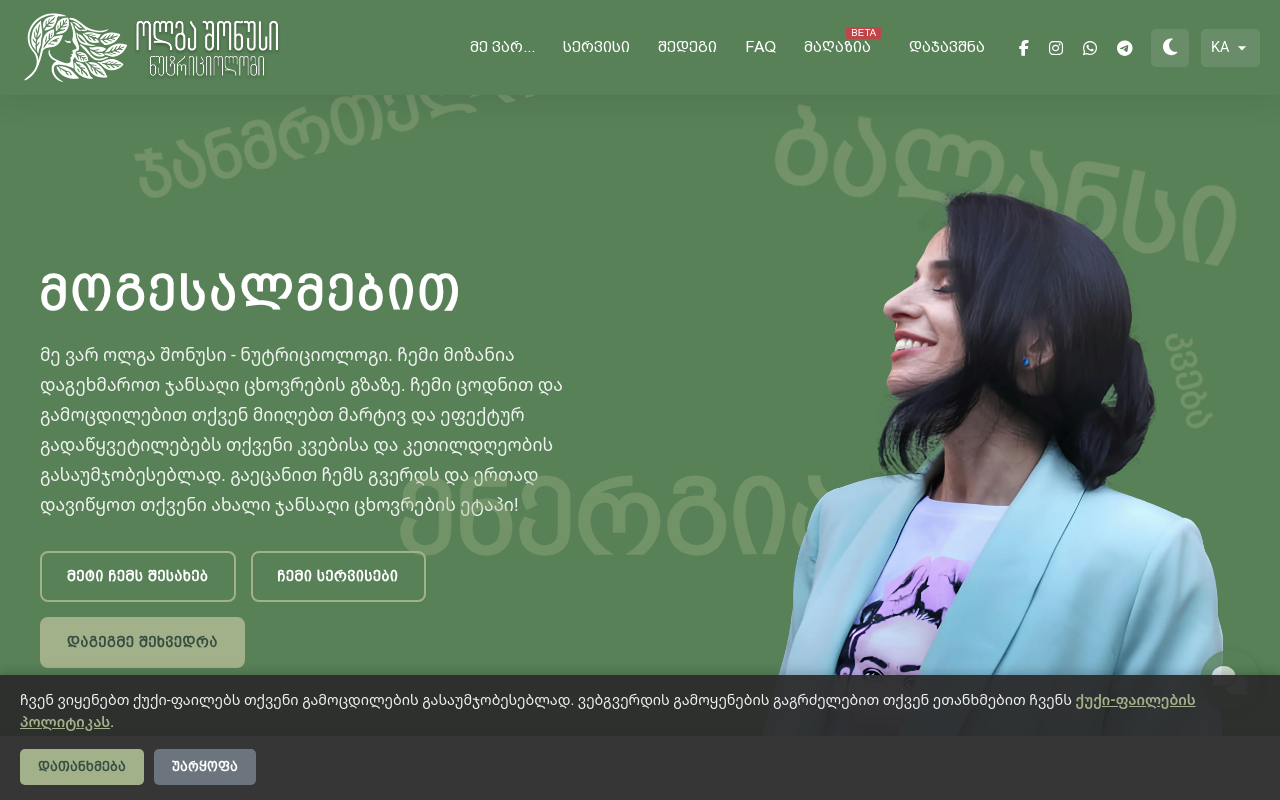 ოლგა შონუსი
ნუტრიციოლოგი
მე ვარ...
სერვისი
შედეგი
FAQ
მაღაზია
BETA
დაჯავშნა
KA
ბალანსი
მოგესალმებით
მე ვარ ოლგა შონუსი - ნუტრიციოლოგი. ჩემი მიზანია
დაგეხმაროთ ჯანსაღი ცხოვრების გზაზე. ჩემი ცოდნით და
გამოცდილებით თქვენ მიიღებთ მარტივ და ეფექტურ
გადაწყვეტილებებს თქვენი კვებისა და კეთილდღეობის
გასაუმჯობესებლად. გაეცანით ჩემს გვერდს და ერთად
დავიწყოთ თქვენი ახალი ჯანსაღი ცხოვრების ეტაპი!
კვება
ენერგია
მეტი ჩემს შესახებ
ჩემი სერვისები
დაგეგმე შეხვედრა
ჩვენ ვიყენებთ ქუქი-ფაილებს თქვენი გამოცდილების გასაუმჯობესებლად. ვებგვერდის გამოყენების გაგრძელებით თქვენ ეთანხმებით ჩვენს ქუქი-ფაილების
პოლიტიკას.
დათანხმება
უარყოფა